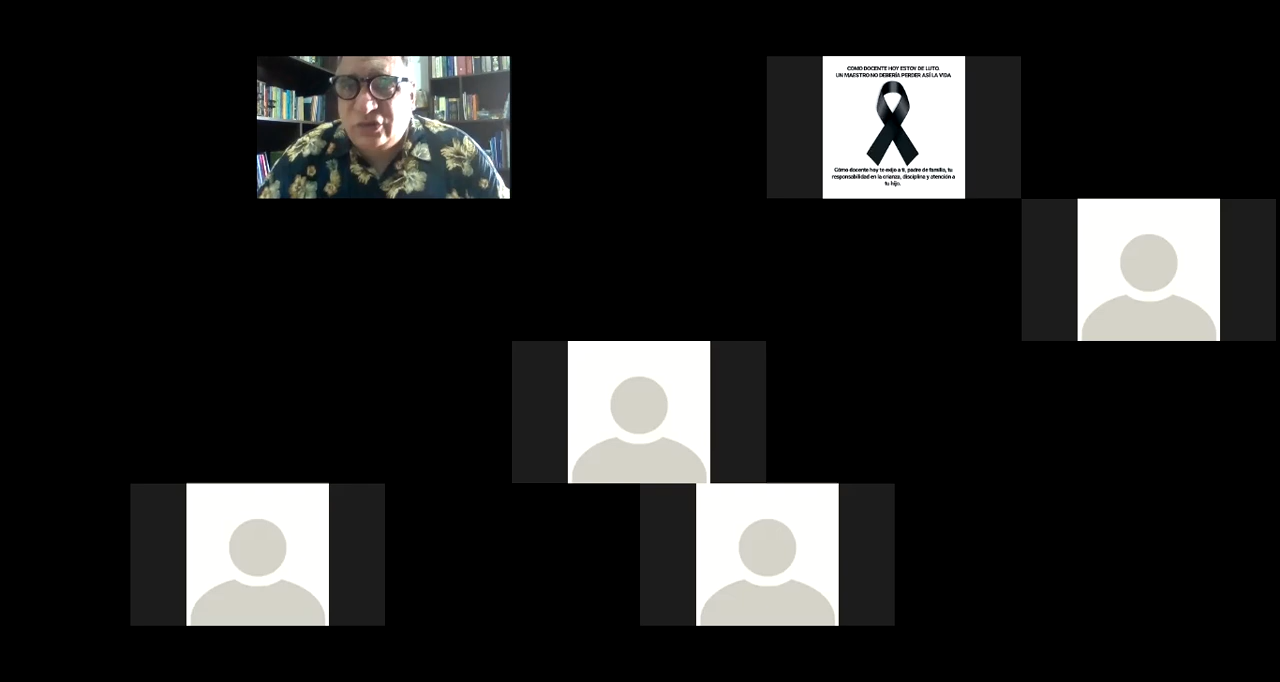 COMO DOCENTE HOY ESTOY DE LUTO.
UN MAESTRO NO DEBERÍA PERDER ASÍ LA VIDA
Cómo docente hoy te exijo a ti, padre de familia, tu
responsabilidad en la crianza, disciplina y atención a
tu hijo.